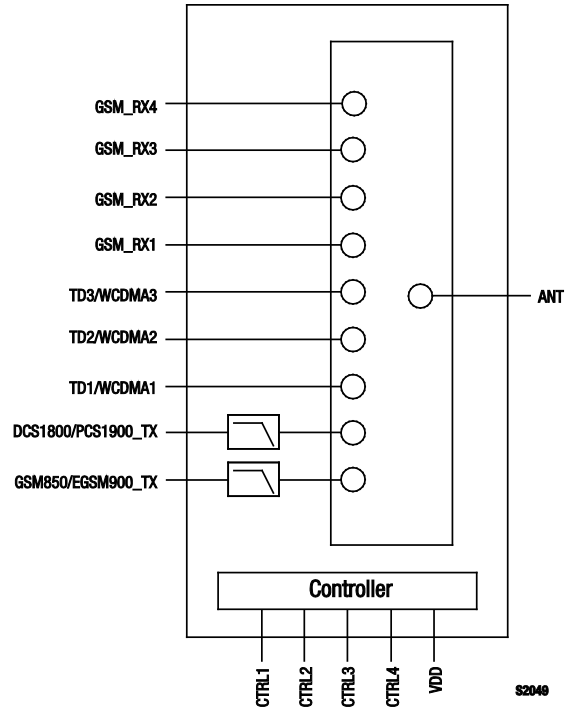 GSM_RX4
GSM_RX3
GSM_RX2
GSM_RX1
TD3/WCDMA3
ANT
TD2/WCDMA2
TD1/WCDMA1
DCS1800/PCS1900_TX
GSM850/EGSM900_TX
Controller
CTRL1
CTRL2
CTRL3
CTRL4
VDD
S2049